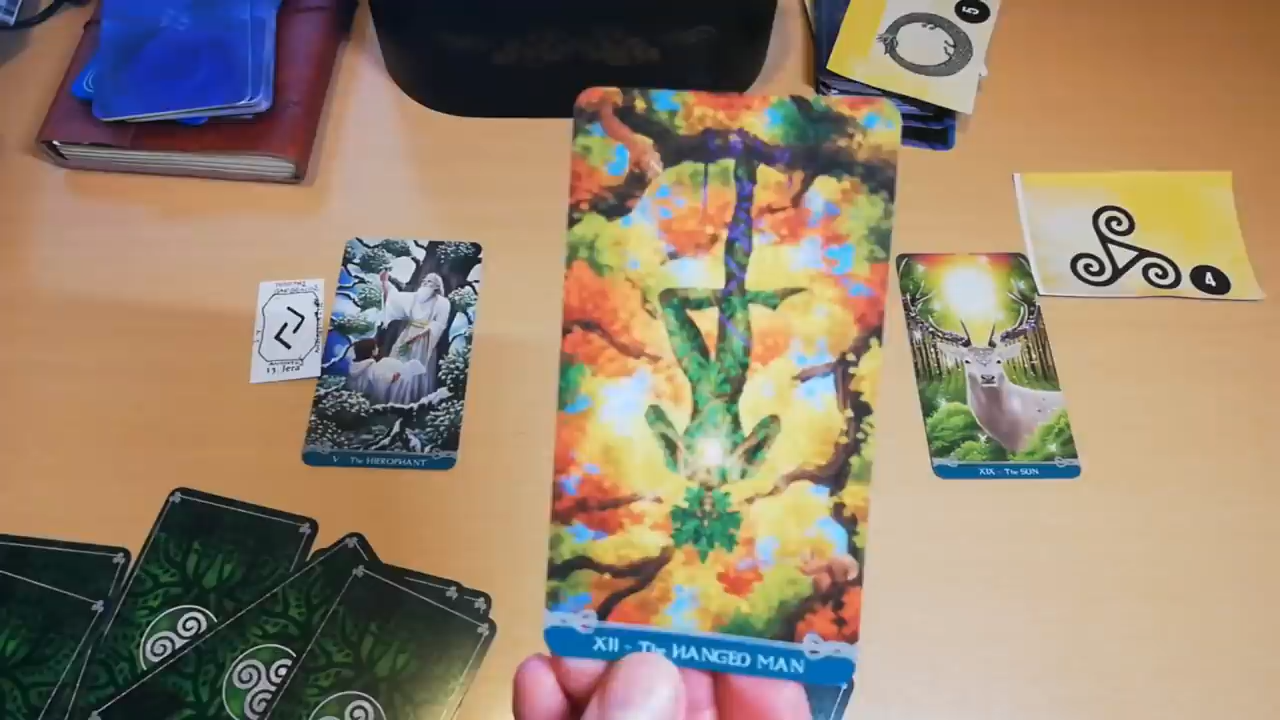 5
4
13. Jera
V The HIEROPHANT
XIX - The SUN
XII - The HANGED MAN